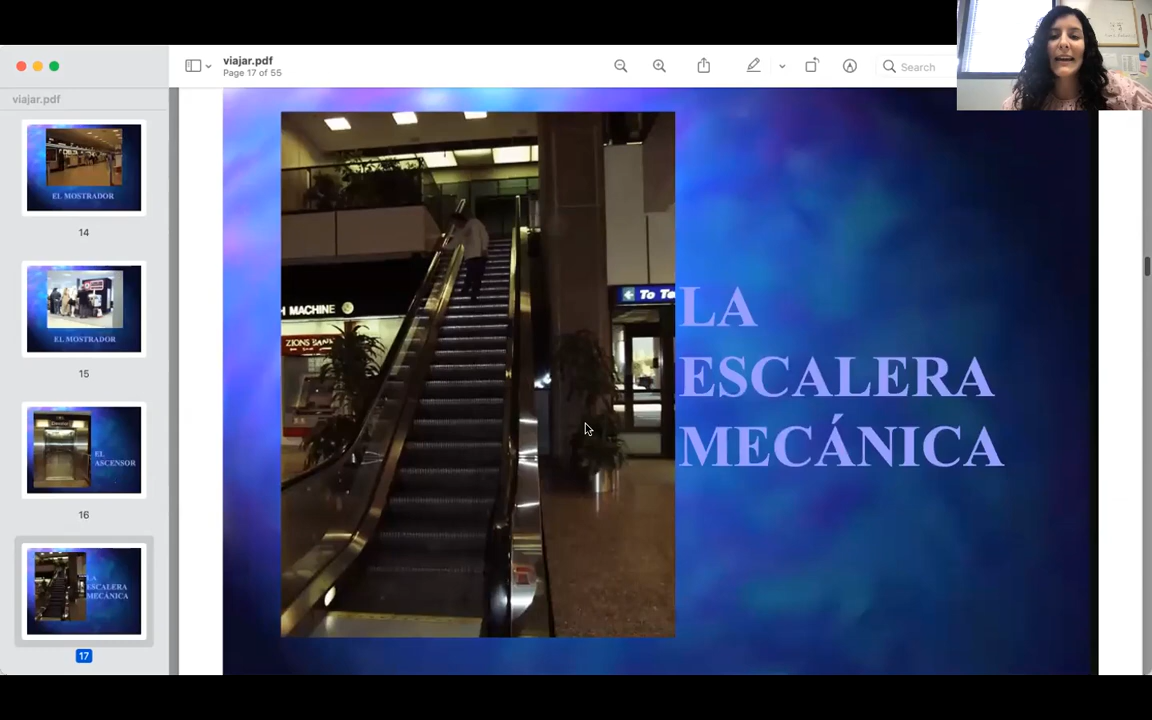 viajar.pdf
Page 17 of 55
Search
viajar.pdf
EL MOSTRADOR
14
EL MOSTRADOR
15
EL
ASCENSOR
16
LA
ESCALERA
MECÁNICA
17
MACHINE
ZIONS BANK
To Te
LA
ESCALERA
MECÁNICA